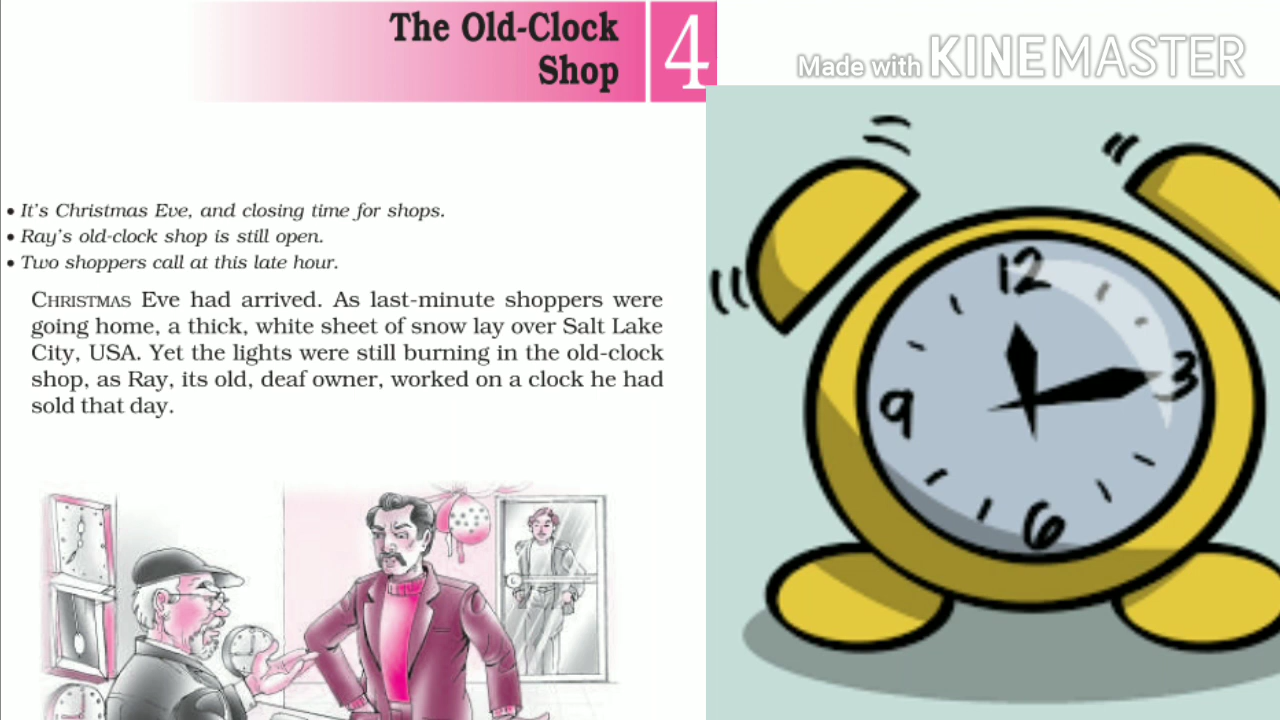 The Old-Clock
Shop
4
Made with KINEMASTER
• It's Christmas Eve, and closing time for shops.
• Ray's old-clock shop is still open.
• Two shoppers call at this late hour.
CHRISTMAS Eve had arrived. As last-minute shoppers were
going home, a thick, white sheet of snow lay over Salt Lake
City, USA. Yet the lights were still burning in the old-clock
shop, as Ray, its old, deaf owner, worked on a clock he had
sold that day.
12
3
9
6